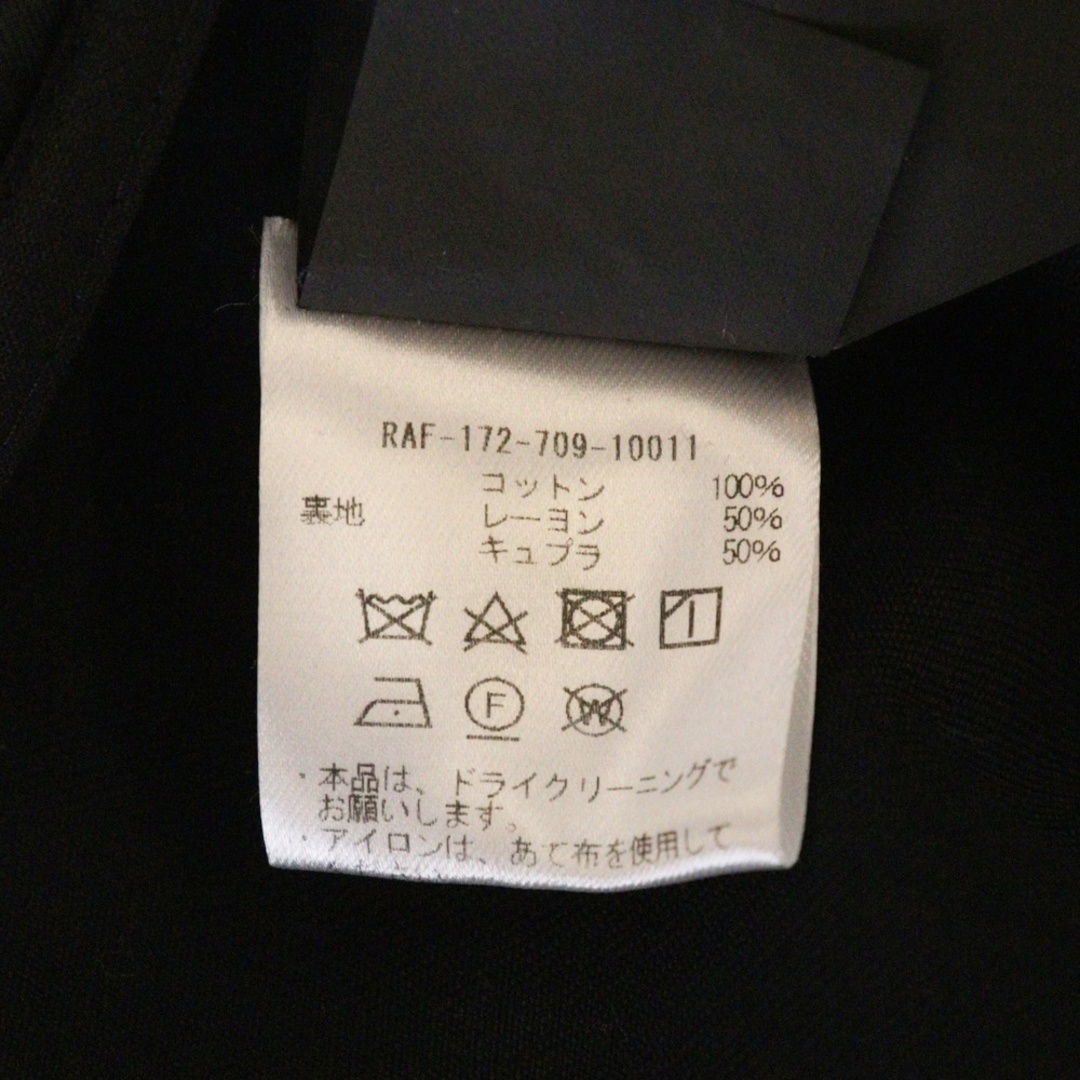 RAF-172-709-10011
コットン 100%
裏地 レーヨン 50%
キュプラ 50%
F
W
・本品は、ドライクリーニングで
お願いします。
・アイロンは、あて布を使用して